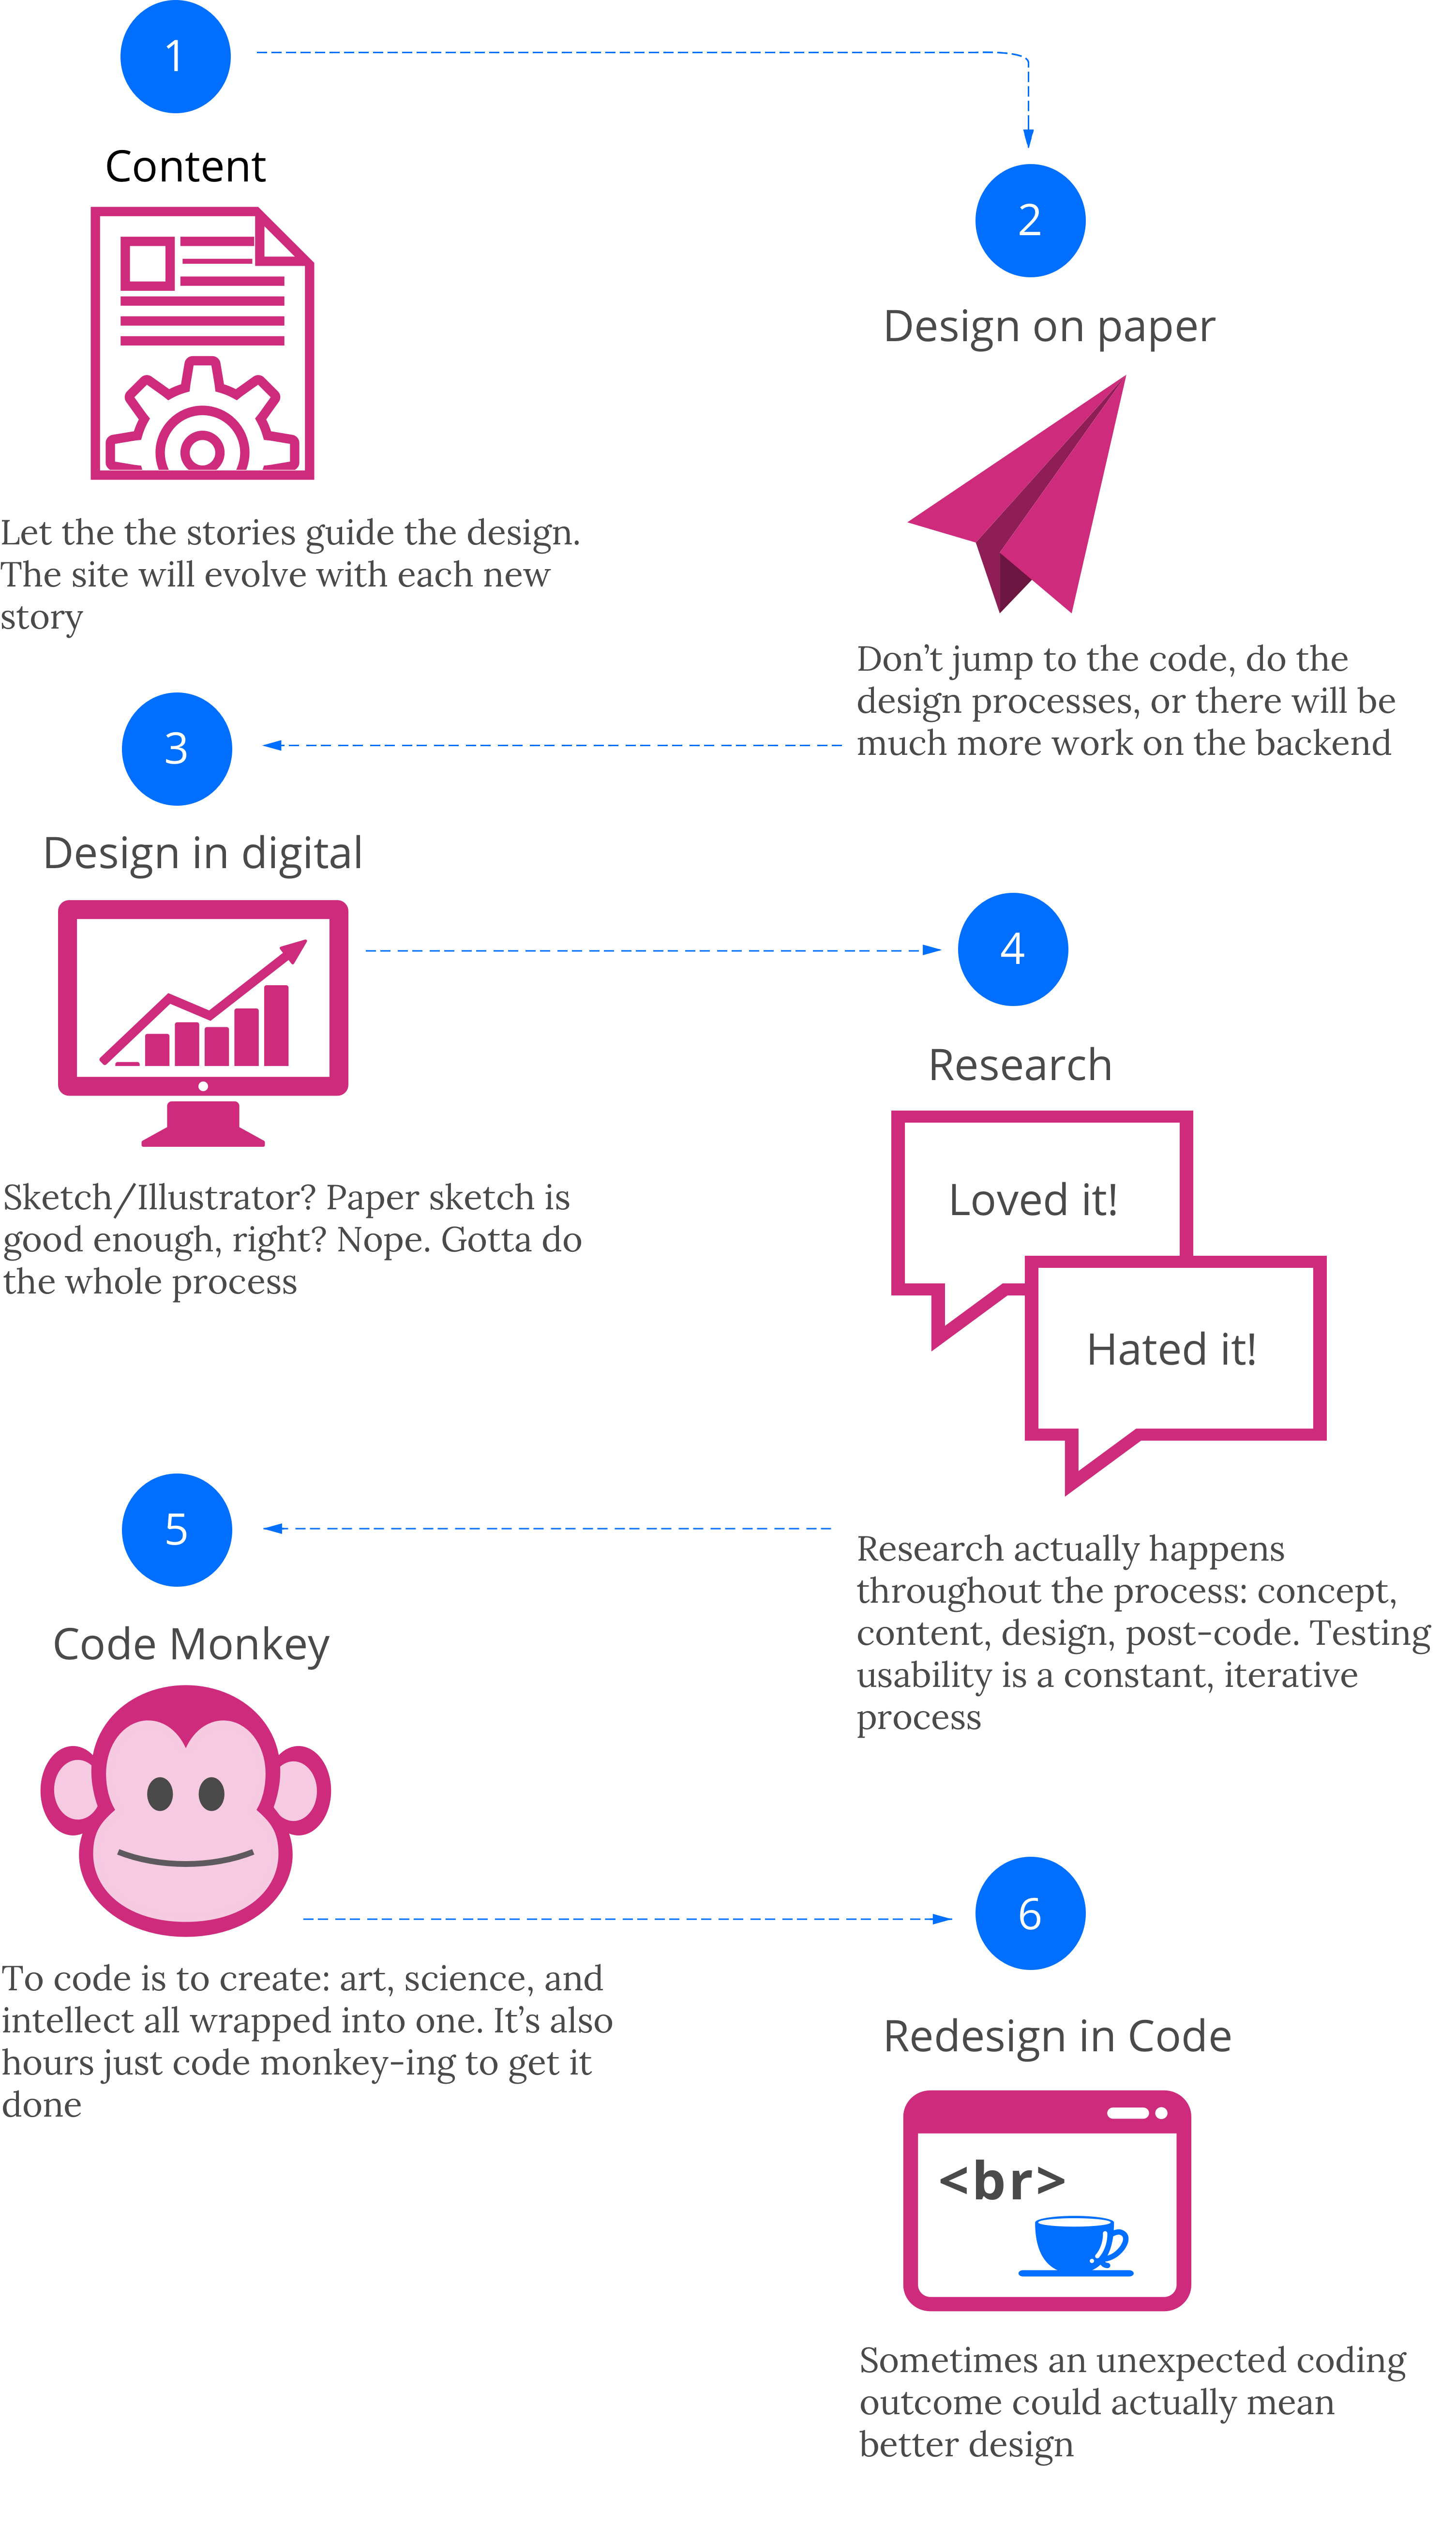 1
Content
Let the the stories guide the design.
The site will evolve with each new
story
2
Design on paper
Don’t jump to the code, do the
design processes, or there will be
much more work on the backend
3
Design in digital
Sketch/Illustrator? Paper sketch is
good enough, right? Nope. Gotta do
the whole process
4
Research
Loved it!
Hated it!
Research actually happens
throughout the process: concept,
content, design, post-code. Testing
usability is a constant, iterative
process
5
Code Monkey
To code is to create: art, science, and
intellect all wrapped into one. It’s also
hours just code monkey-ing to get it
done
6
Redesign in Code
<br>
Sometimes an unexpected coding
outcome could actually mean
better design